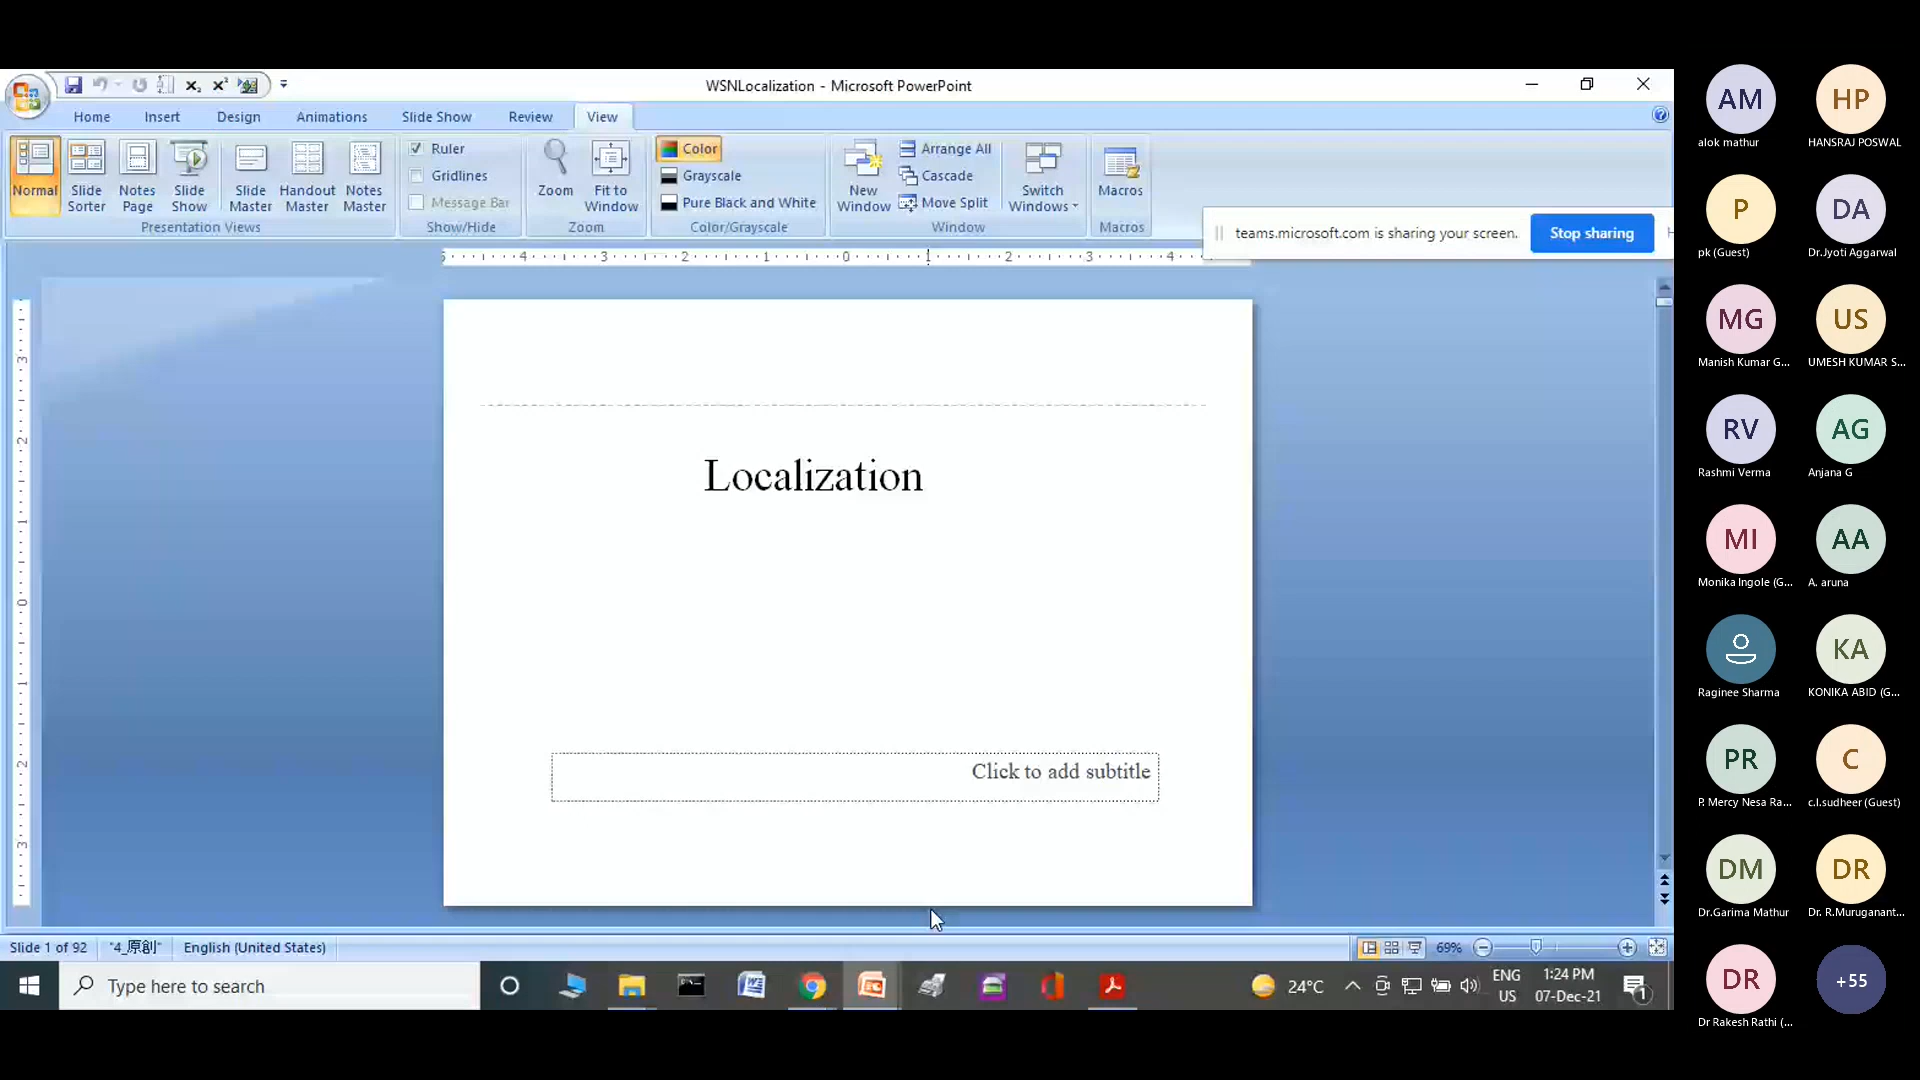 WSNLocalization - Microsoft PowerPoint
Home Insert Design Animations Slide Show Review View
Normal
Slide Sorter
Notes Page
Slide Show
Slide Master
Handout Master
Notes Master
Presentation Views
Ruler
Gridlines
Message Bar
Show/Hide
Zoom
Fit to Window
Zoom
Color
Grayscale
Pure Black and White
Color/Grayscale
New Window
Arrange All
Cascade
Move Split
Switch Windows
Window
Macros
Macros
teams.microsoft.com is sharing your screen. Stop sharing
Localization
Click to add subtitle
Slide 1 of 92 "4_原創" English (United States) 69%
Type here to search
24°C
ENG
US
1:24 PM
07-Dec-21
1
AM
alok mathur
HP
HANSRAJ POSWAL
P
pk (Guest)
DA
Dr.Jyoti Aggarwal
MG
Manish Kumar G...
US
UMESH KUMAR S...
RV
Rashmi Verma
AG
Anjana G
MI
Monika Ingole (G...
AA
A. aruna
Raginee Sharma
KA
KONIKA ABID (G...
PR
P. Mercy Nesa Ra...
C
c.l.sudheer (Guest)
DM
Dr.Garima Mathur
DR
Dr. R.Muruganant...
DR
Dr Rakesh Rathi (...
+55